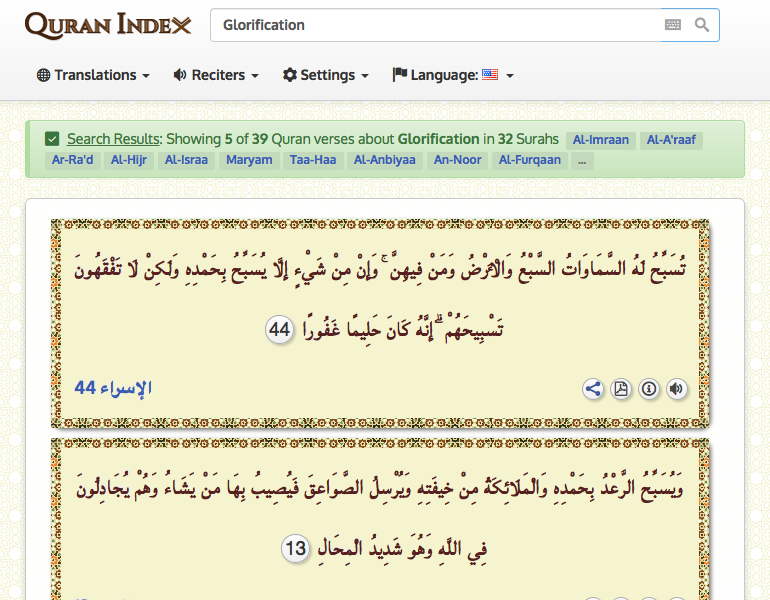 QURAN INDEX
Glorification
Translations Reciters Settings Language:
Search Results: Showing 5 of 39 Quran verses about Glorification in 32 Surahs Al-Imraan Al-A'raaf
Ar-Ra'd Al-Hijr Al-Israa Maryam Taa-Haa Al-Anbiyaa An-Noor Al-Furqaan ...
تُسَبِّحُ لَهُ السَّمَاوَاتُ السَّبْعُ وَالْأَرْضُ وَمَنْ فِيهِنَّ ۚ وَإِنْ مِنْ شَيْءٍ إِلَّا يُسَبِّحُ بِحَمْدِهِ وَلَٰكِنْ لَا تَفْقَهُونَ
تَسْبِيحَهُمْ ۗ إِنَّهُ كَانَ حَلِيمًا غَفُورًا 44
الإسراء 44
وَيُسَبِّحُ الرَّعْدُ بِحَمْدِهِ وَالْمَلَائِكَةُ مِنْ خِيفَتِهِ وَيُرْسِلُ الصَّوَاعِقَ فَيُصِيبُ بِهَا مَنْ يَشَاءُ وَهُمْ يُجَادِلُونَ
فِي اللَّهِ وَهُوَ شَدِيدُ الْمِحَالِ 13